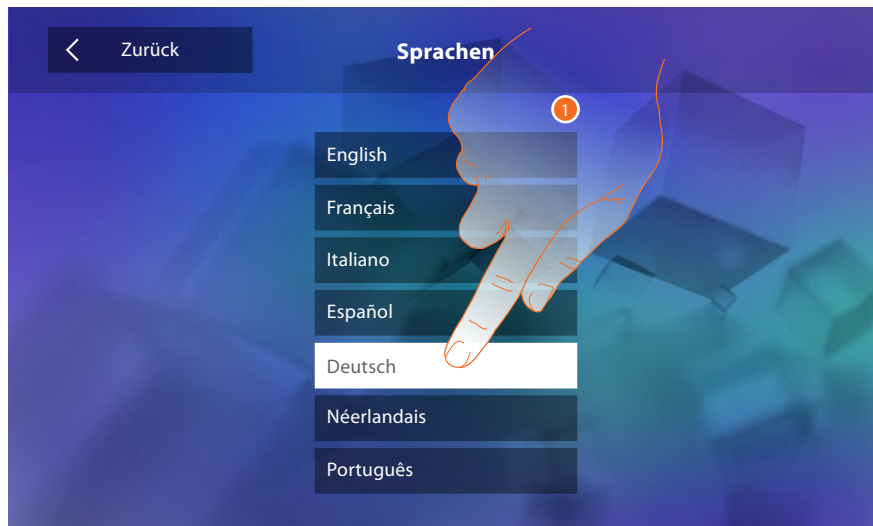 Zurück
Sprachen
1
English
Français
Italiano
Español
Deutsch
Néerlandais
Português